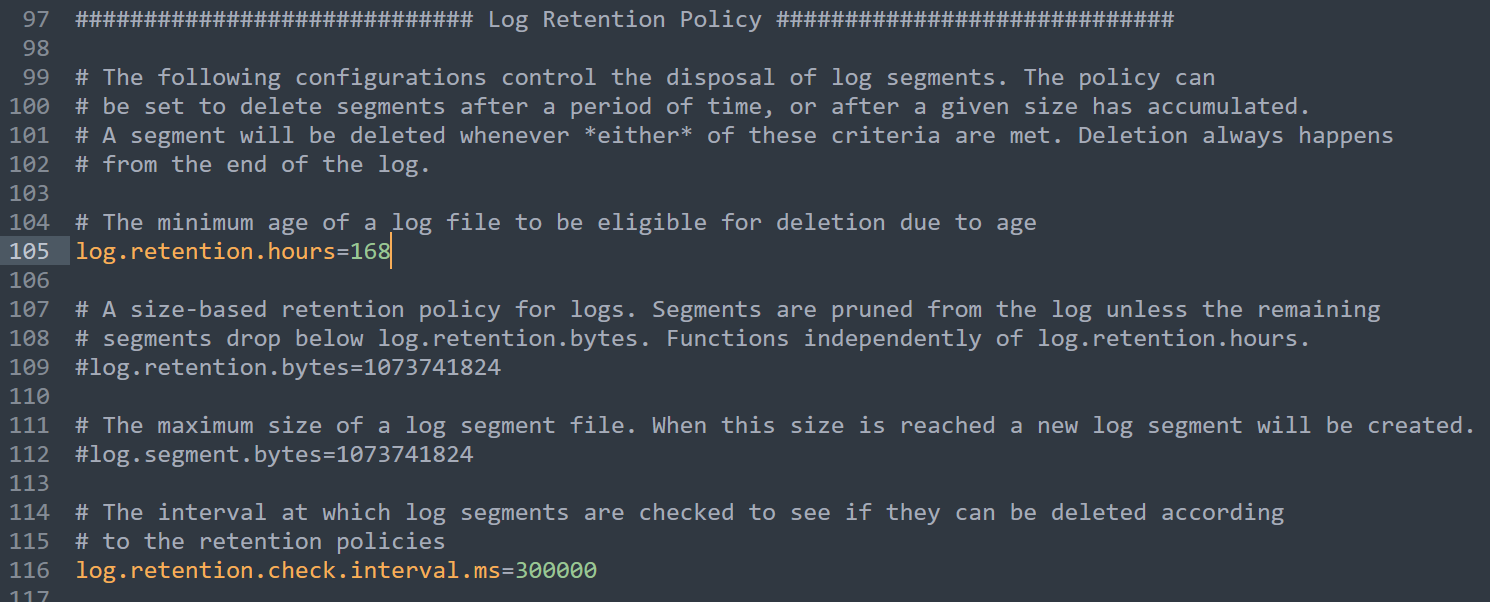 97 ############################# Log Retention Policy #############################
98
99 # The following configurations control the disposal of log segments. The policy can
100 # be set to delete segments after a period of time, or after a given size has accumulated.
101 # A segment will be deleted whenever *either* of these criteria are met. Deletion always happens
102 # from the end of the log.
103
104 # The minimum age of a log file to be eligible for deletion due to age
105 log.retention.hours=168
106
107 # A size-based retention policy for logs. Segments are pruned from the log unless the remaining
108 # segments drop below log.retention.bytes. Functions independently of log.retention.hours.
109 #log.retention.bytes=1073741824
110
111 # The maximum size of a log segment file. When this size is reached a new log segment will be created.
112 #log.segment.bytes=1073741824
113
114 # The interval at which log segments are checked to see if they can be deleted according
115 # to the retention policies
116 log.retention.check.interval.ms=300000
117